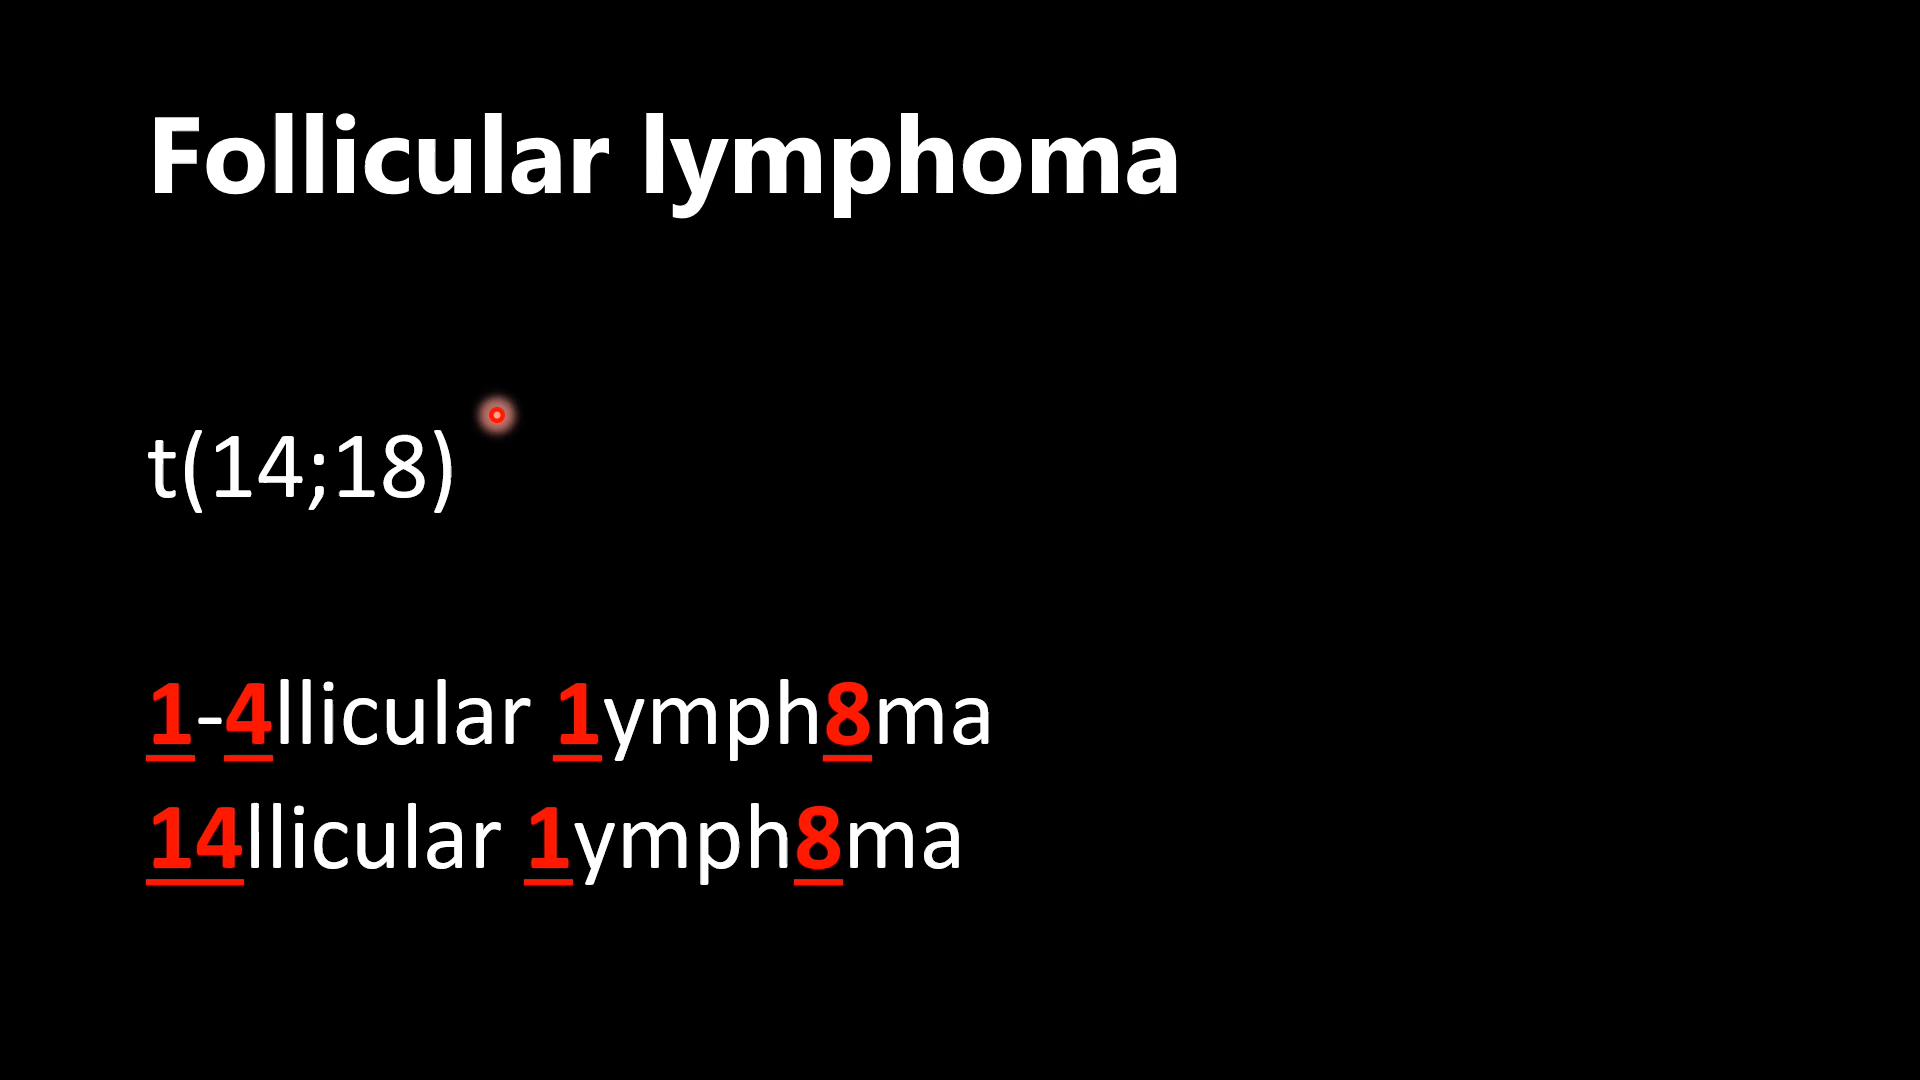 Follicular lymphoma
t(14;18)
1-4llicular 1ymph8ma
14llicular 1ymph8ma